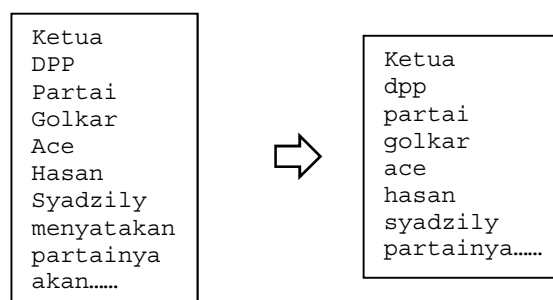 Ketua
DPP
Partai
Golkar
Ace
Hasan
Syadzily
menyatakan
partainya
akan……
Ketua
dpp
partai
golkar
ace
hasan
syadzily
partainya……